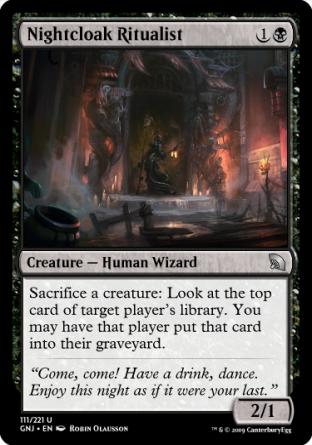 Nightcloak Ritualist 1
Creature — Human Wizard
Sacrifice a creature: Look at the top
card of target player's library. You
may have that player put that card
into their graveyard.
“Come, come! Have a drink, dance.
Enjoy this night as if it were your last.”
2/1
111/221 U
GNJ • EN Robin Olausson
™ & © 2019 CanterburyEgg